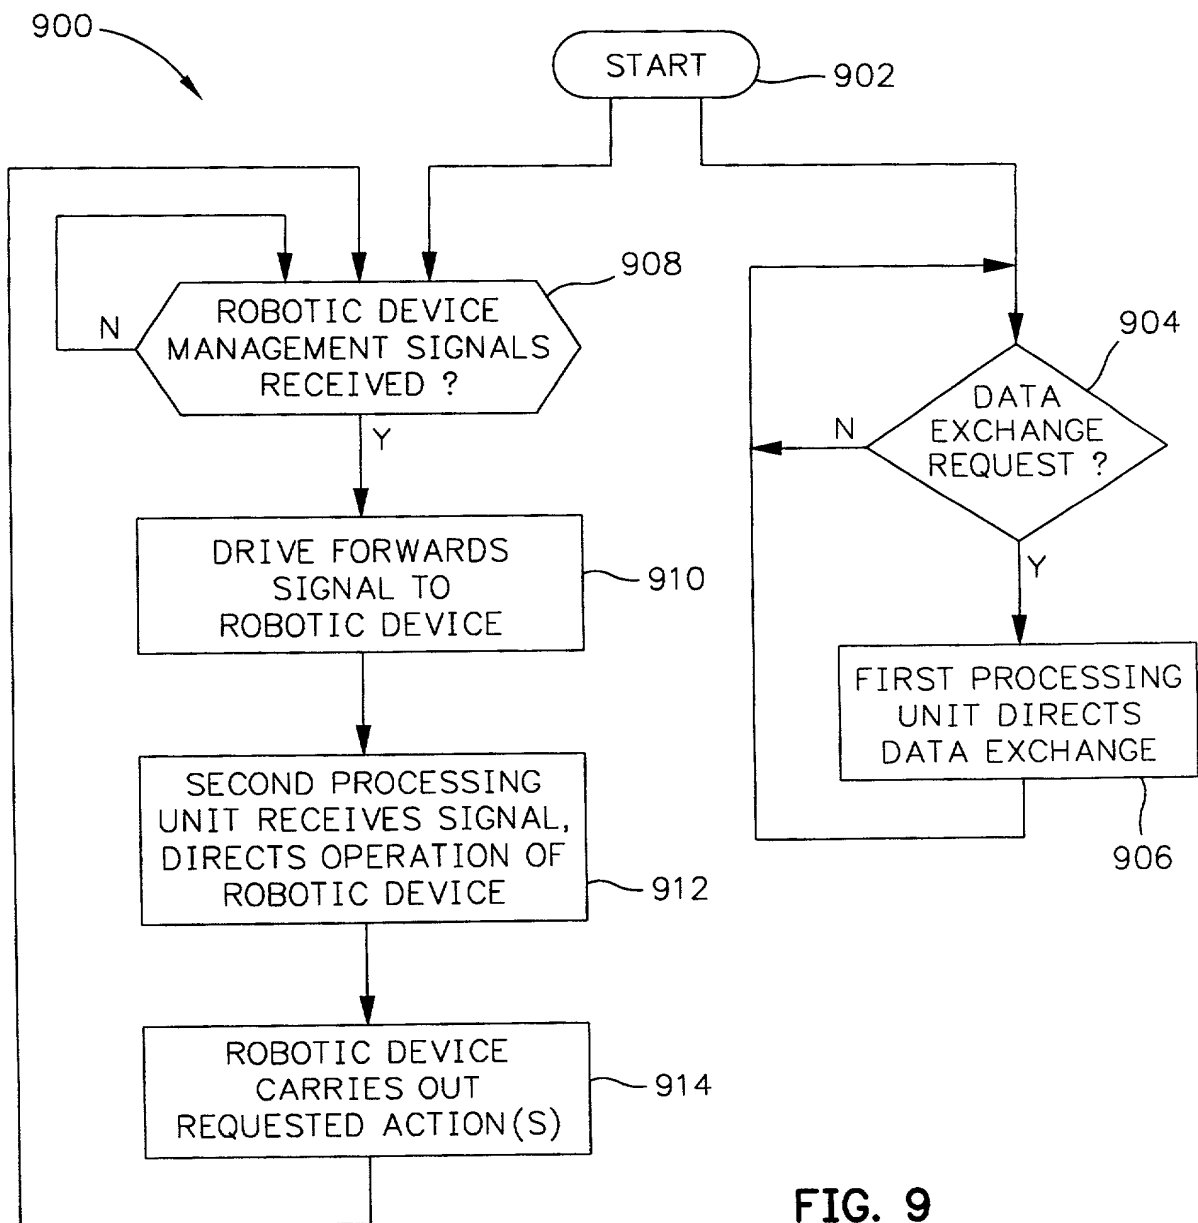 900
START
902
908
ROBOTIC DEVICE
MANAGEMENT SIGNALS
RECEIVED ?
N
Y
904
DATA
EXCHANGE
REQUEST ?
N
Y
DRIVE FORWARDS
SIGNAL TO
ROBOTIC DEVICE
910
FIRST PROCESSING
UNIT DIRECTS
DATA EXCHANGE
906
SECOND PROCESSING
UNIT RECEIVES SIGNAL,
DIRECTS OPERATION OF
ROBOTIC DEVICE
912
ROBOTIC DEVICE
CARRIES OUT
REQUESTED ACTION(S)
914
FIG. 9